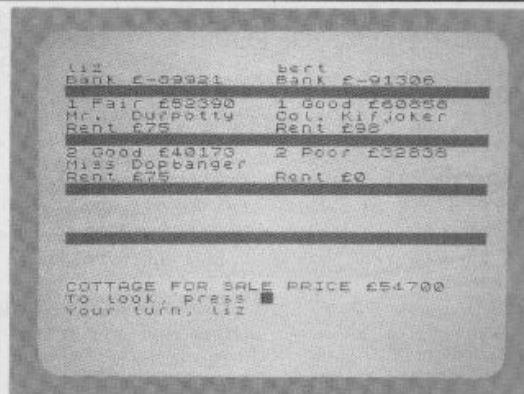 liz bert
Bank £-89921 Bank £-91306
1 Fair £52390 1 Good £60858
Mr. Durpotty Col. Kifjoker
Rent £75 Rent £98
2 Good £40173 2 Poor £32838
Miss Dopbanger
Rent £75 Rent £0
COTTAGE FOR SALE PRICE £54700
To look, press
Your turn, liz